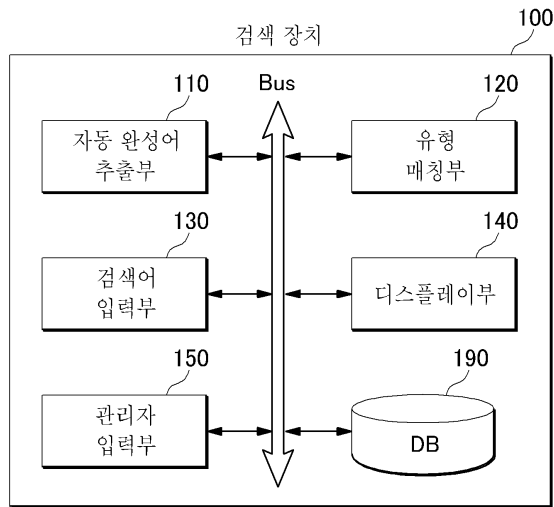 검색 장치
100
110
Bus
120
자동 완성어
추출부
유형
매칭부
130
140
검색어
입력부
디스플레이부
150
190
관리자
입력부
DB